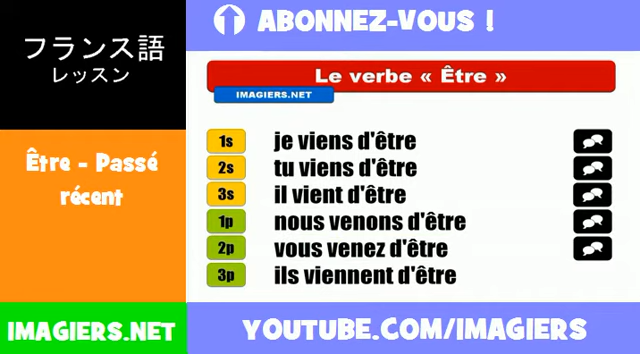 フランス語
レッスン
Être - Passé
récent
IMAGIERS.NET
ABONNEZ-VOUS !
Le verbe « Être »
IMAGIERS.NET
1s je viens d'être
2s tu viens d'être
3s il vient d'être
1p nous venons d'être
2p vous venez d'être
3p ils viennent d'être
YOUTUBE.COM/IMAGIERS